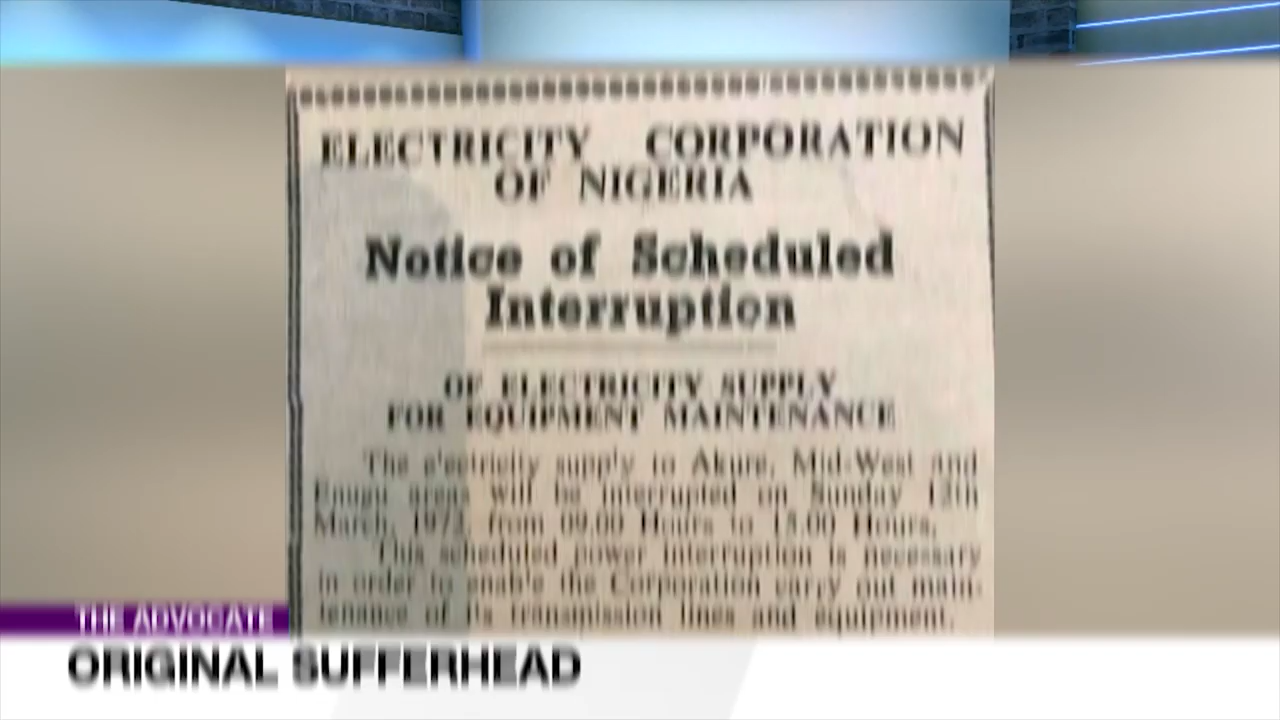 ELECTRICITY CORPORATION
OF NIGERIA
Notice of Scheduled
Interruption
OF ELECTRICITY SUPPLY
FOR EQUIPMENT MAINTENANCE
The electricity supply to Akure, Mid-West and
Enugu areas will be interrupted on Sunday 12th
March, 1972, from 09.00 Hours to 15.00 Hours.
This scheduled power interruption is necessary
in order to enable the Corporation carry out main-
tenance of its transmission lines and equipment.
THE ADVOCATE
ORIGINAL SUFFERHEAD